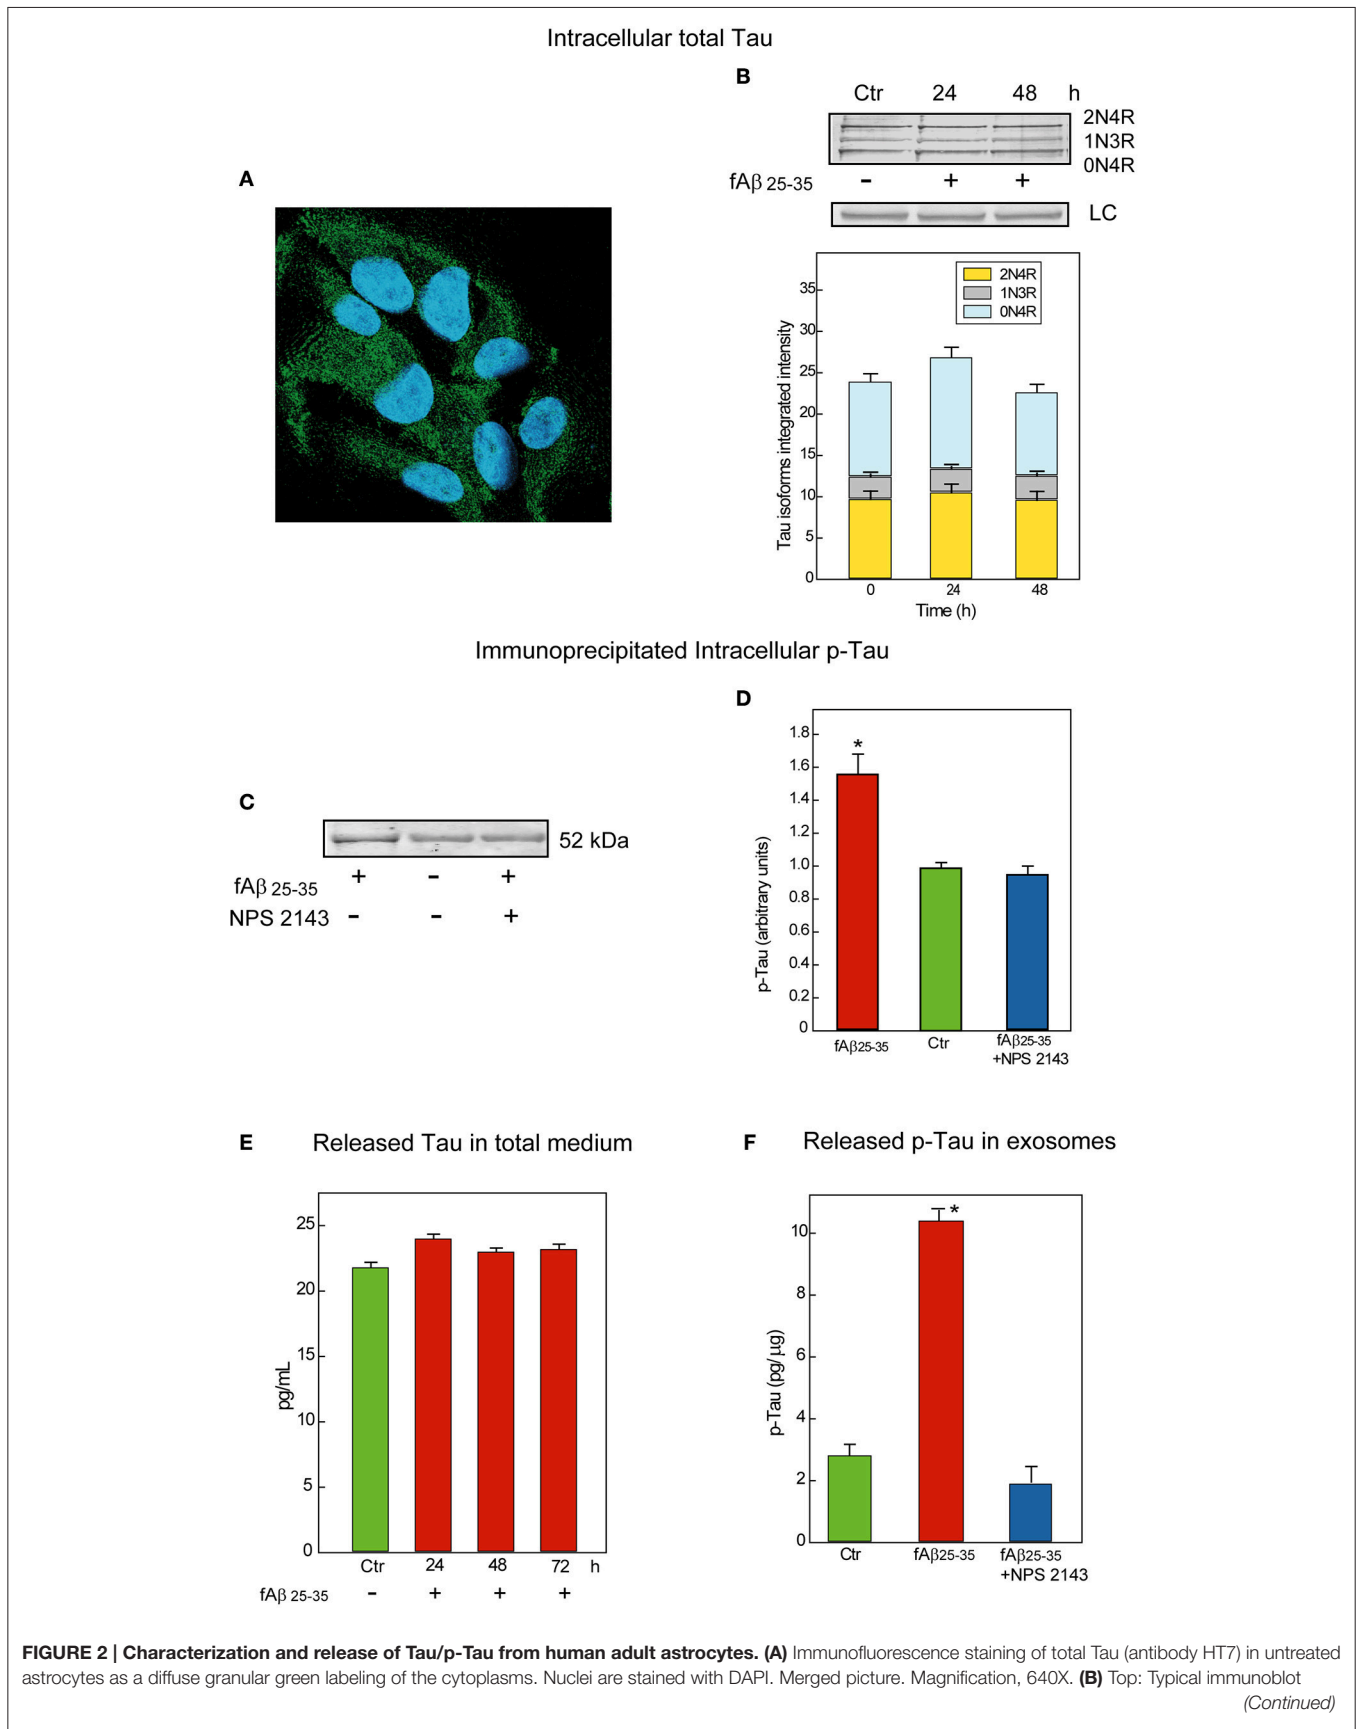 Intracellular total Tau
A
B
Ctr 24 48 h
2N4R
1N3R
0N4R
fAβ 25-35 - + +
LC
2N4R
1N3R
0N4R
Tau isoforms integrated intensity
35
30
25
20
15
10
5
0
0 24 48
Time (h)
Immunoprecipitated Intracellular p-Tau
C
52 kDa
fAβ 25-35 + - +
NPS 2143 - - +
D
p-Tau (arbitrary units)
1.8
1.6
1.4
1.2
1.0
0.8
0.6
0.4
0.2
0
*
fAβ25-35 Ctr fAβ25-35
+NPS 2143
E Released Tau in total medium
pg/mL
25
20
15
10
5
0
Ctr 24 48 72 h
fAβ 25-35 - + + +
F Released p-Tau in exosomes
p-Tau (pg/μg)
10
8
6
4
2
0
*
Ctr fAβ25-35 fAβ25-35
+NPS 2143
FIGURE 2 | Characterization and release of Tau/p-Tau from human adult astrocytes. (A) Immunofluorescence staining of total Tau (antibody HT7) in untreated
astrocytes as a diffuse granular green labeling of the cytoplasms. Nuclei are stained with DAPI. Merged picture. Magnification, 640X. (B) Top: Typical immunoblot
(Continued)